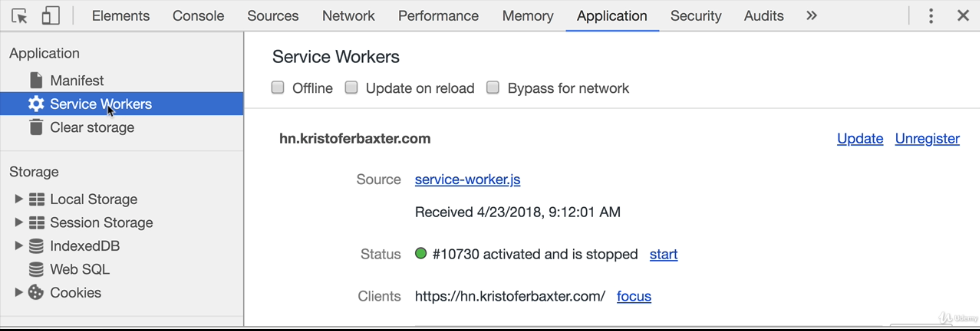 Elements Console Sources Network Performance Memory Application Security Audits »
Application
Manifest
Service Workers
Clear storage
Storage
Local Storage
Session Storage
IndexedDB
Web SQL
Cookies
Service Workers
Offline Update on reload Bypass for network
hn.kristoferbaxter.com Update Unregister
Source service-worker.js
Received 4/23/2018, 9:12:01 AM
Status #10730 activated and is stopped start
Clients https://hn.kristoferbaxter.com/ focus
Udemy